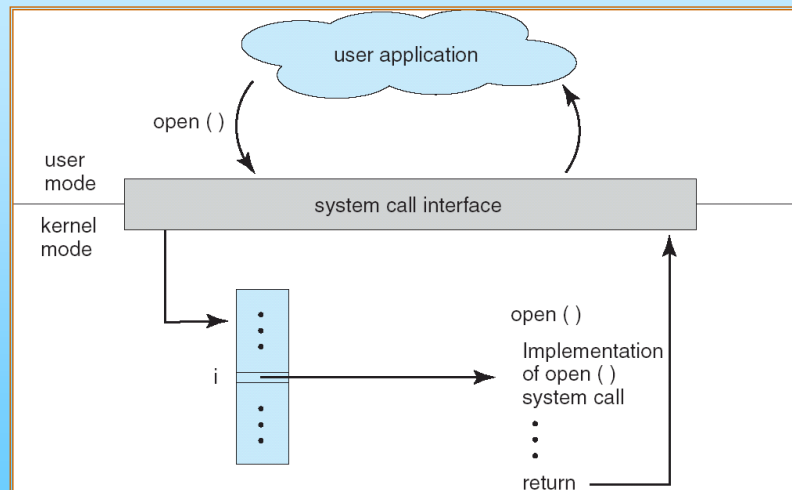 user application
open ( )
user
mode
system call interface
kernel
mode
open ( )
i
Implementation
of open ( )
system call
return